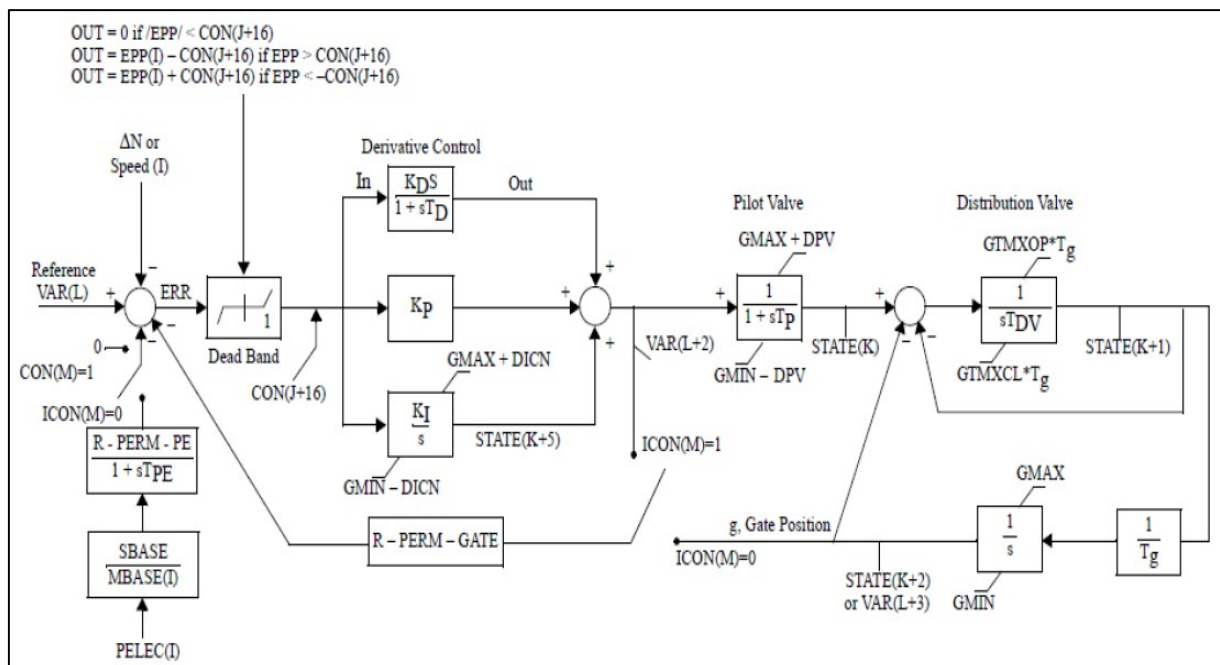 OUT = 0 if /EPP/ < CON(J+16)
OUT = EPP(I) – CON(J+16) if EPP > CON(J+16)
OUT = EPP(I) + CON(J+16) if EPP < –CON(J+16)
ΔN or
Speed (I)
Derivative Control
In
KDS
1 + sTD
Out
Reference
VAR(L)
+
–
ERR
–
–
1
Dead Band
0
CON(M)=1
ICON(M)=0
CON(J+16)
KP
GMAX + DICN
KI
s
GMIN – DICN
STATE(K+5)
+
+
+
VAR(L+2)
ICON(M)=1
Pilot Valve
GMAX + DPV
+
1
1 + sTP
GMIN – DPV
STATE(K)
Distribution Valve
GTMXOP*Tg
+
–
–
1
sTDV
GTMXCL*Tg
STATE(K+1)
R - PERM - PE
1 + sTPE
SBASE
MBASE(I)
PELEC(I)
R – PERM – GATE
g, Gate Position
ICON(M)=0
STATE(K+2)
or VAR(L+3)
GMAX
1
s
GMIN
1
Tg